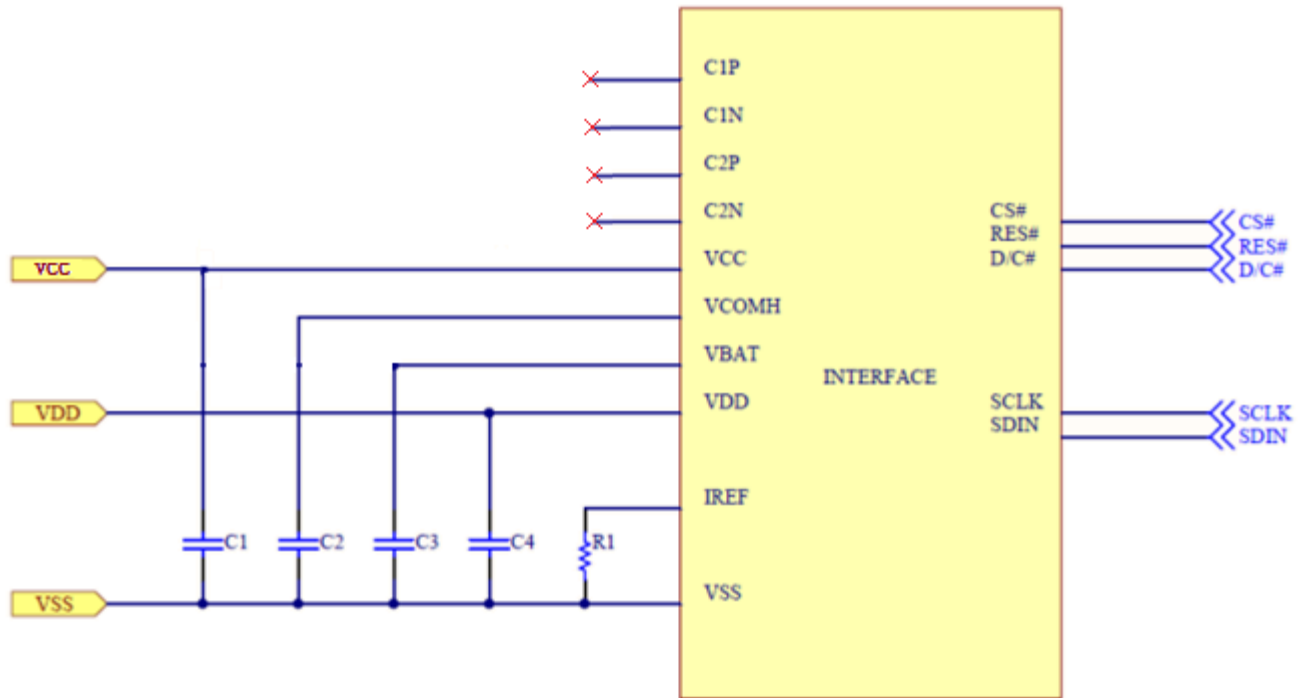 C1P
C1N
C2P
C2N
CS# CS#
RES# RES#
VCC VCC D/C# D/C#
VCOMH
VBAT
INTERFACE
VDD VDD SCLK SCLK
SDIN SDIN
IREF
C1 C2 C3 C4 R1
VSS VSS